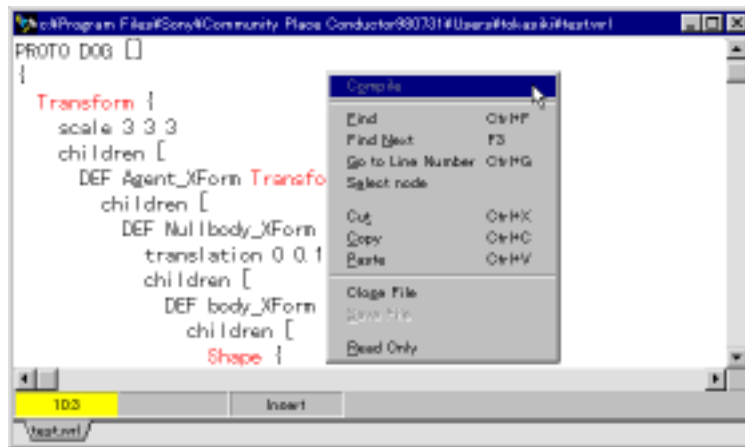 c:¥Program Files¥Sony¥Community Place Conductor980731¥Users¥tokasiki¥test.wrl
PROTO DOG []
{
Transform {
scale 3 3 3
children [
DEF Agent_XForm Transfo
children [
DEF Nullbody_XForm
translation 0 0.1
children [
DEF body_XForm
children [
Shape {
Compile
Find Ctrl+F
Find Next F3
Go to Line Number Ctrl+G
Select node
Cut Ctrl+X
Copy Ctrl+C
Paste Ctrl+V
Close File
Save File
Read Only
10:3 Insert
test.wrl